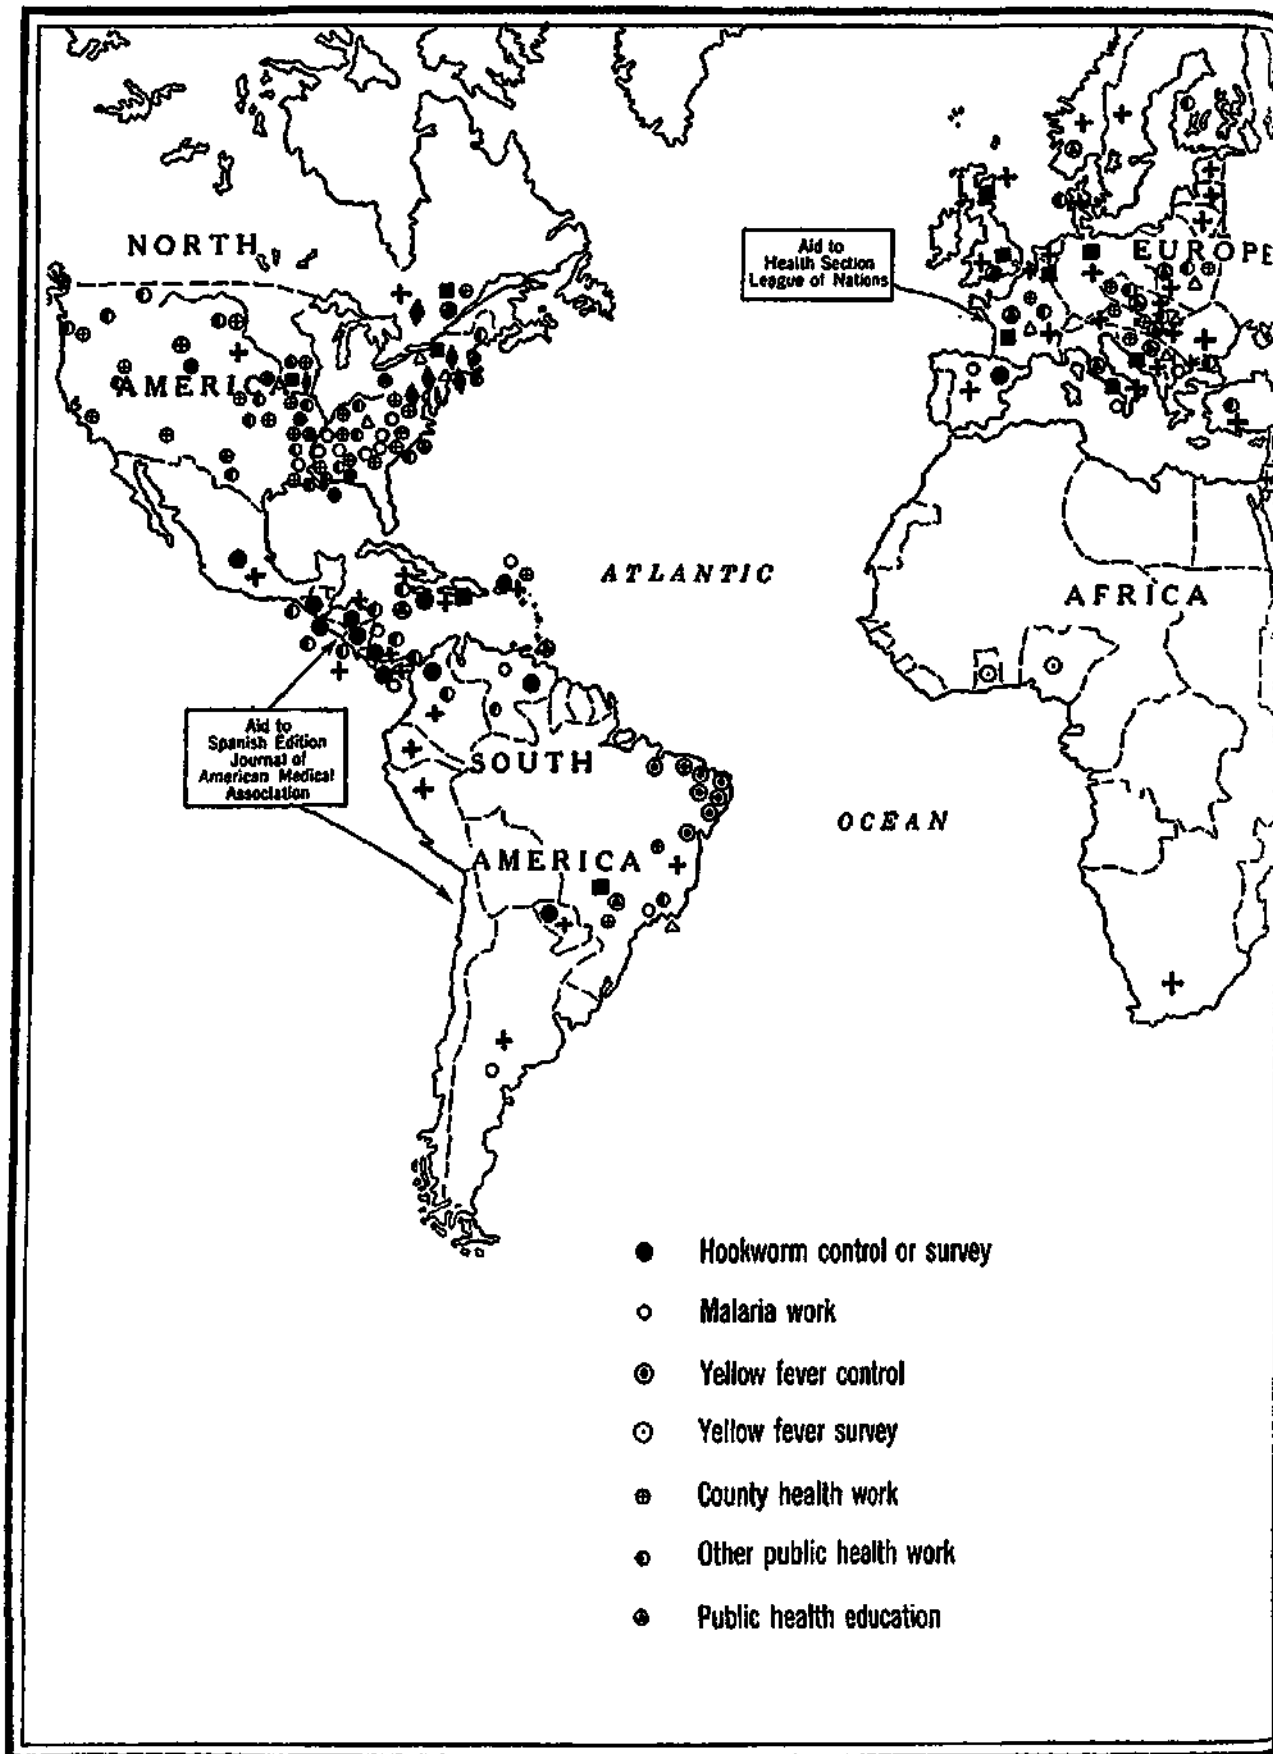 NORTH
AMERICA
EUROPE
Aid to
Health Section
League of Nations
ATLANTIC
AFRICA
Aid to
Spanish Edition
Journal of
American Medical
Association
SOUTH
OCEAN
AMERICA
Hookworm control or survey
Malaria work
Yellow fever control
Yellow fever survey
County health work
Other public health work
Public health education